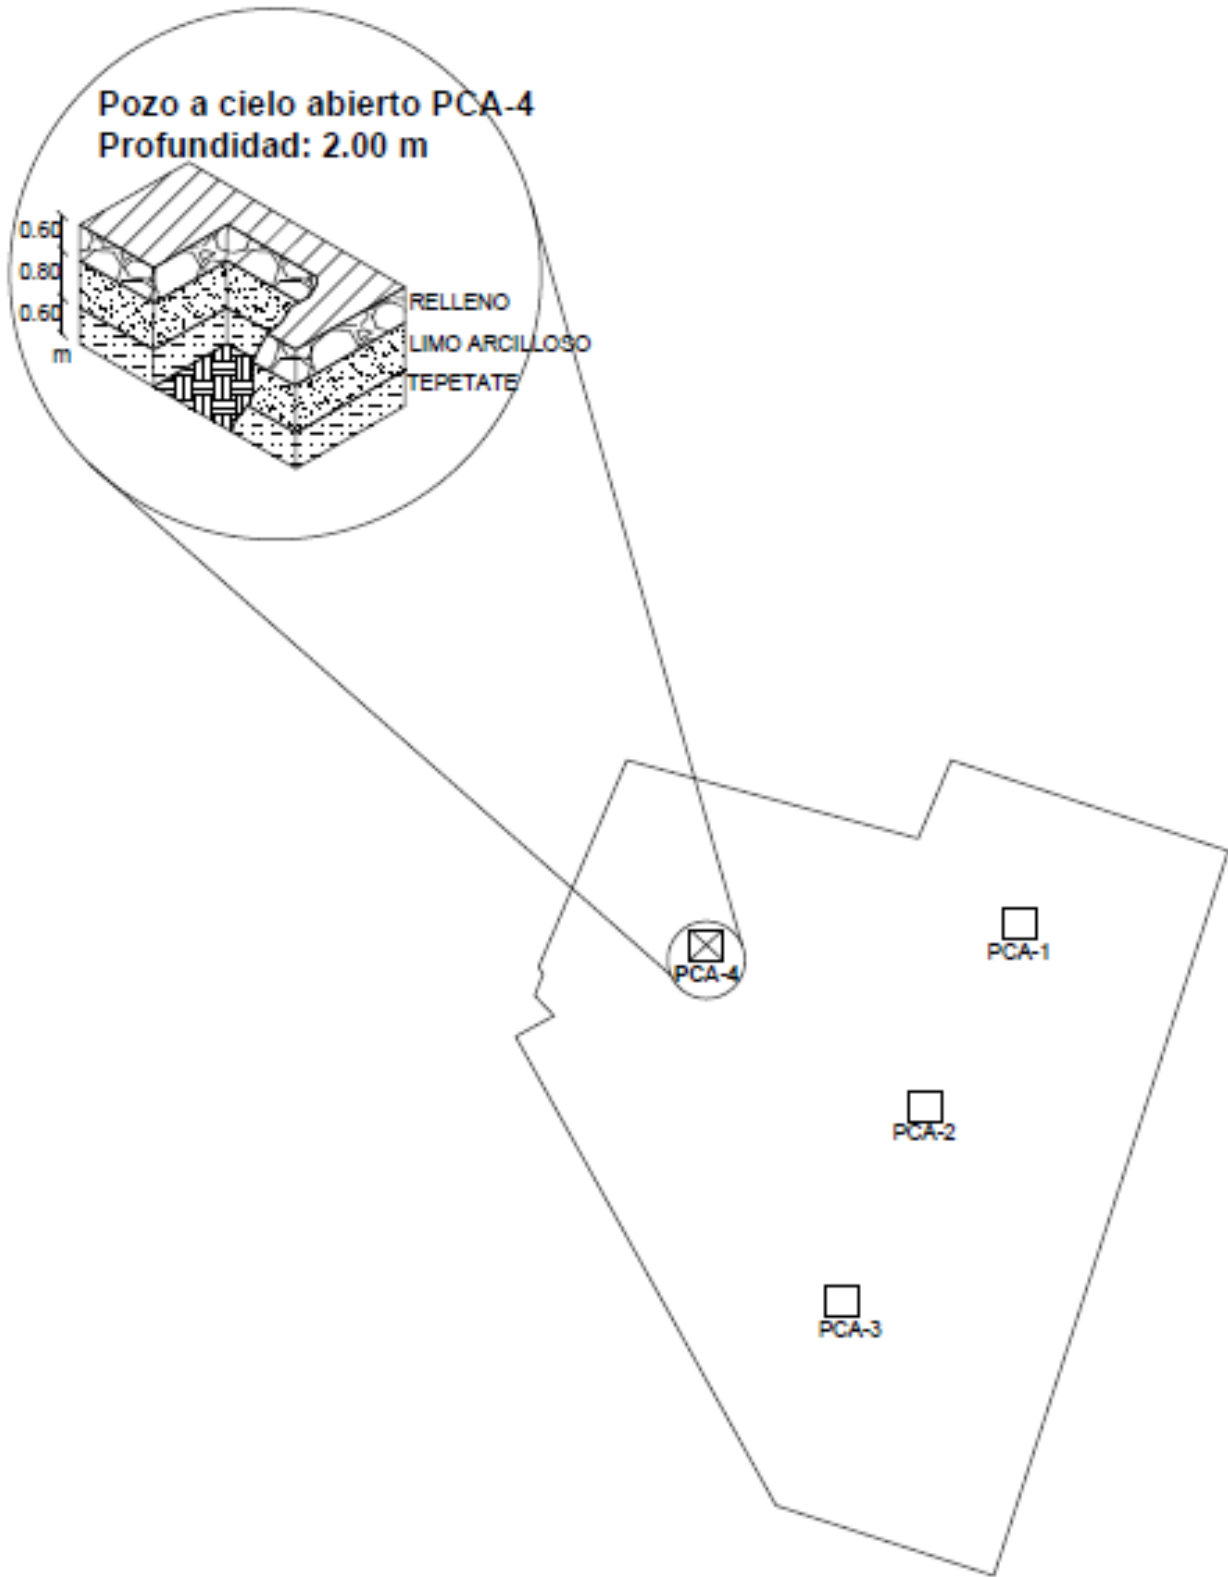 Pozo a cielo abierto PCA-4
Profundidad: 2.00 m
0.60
0.80
0.60
m
RELLENO
LIMO ARCILLOSO
TEPETATE
PCA-1
PCA-4
PCA-2
PCA-3